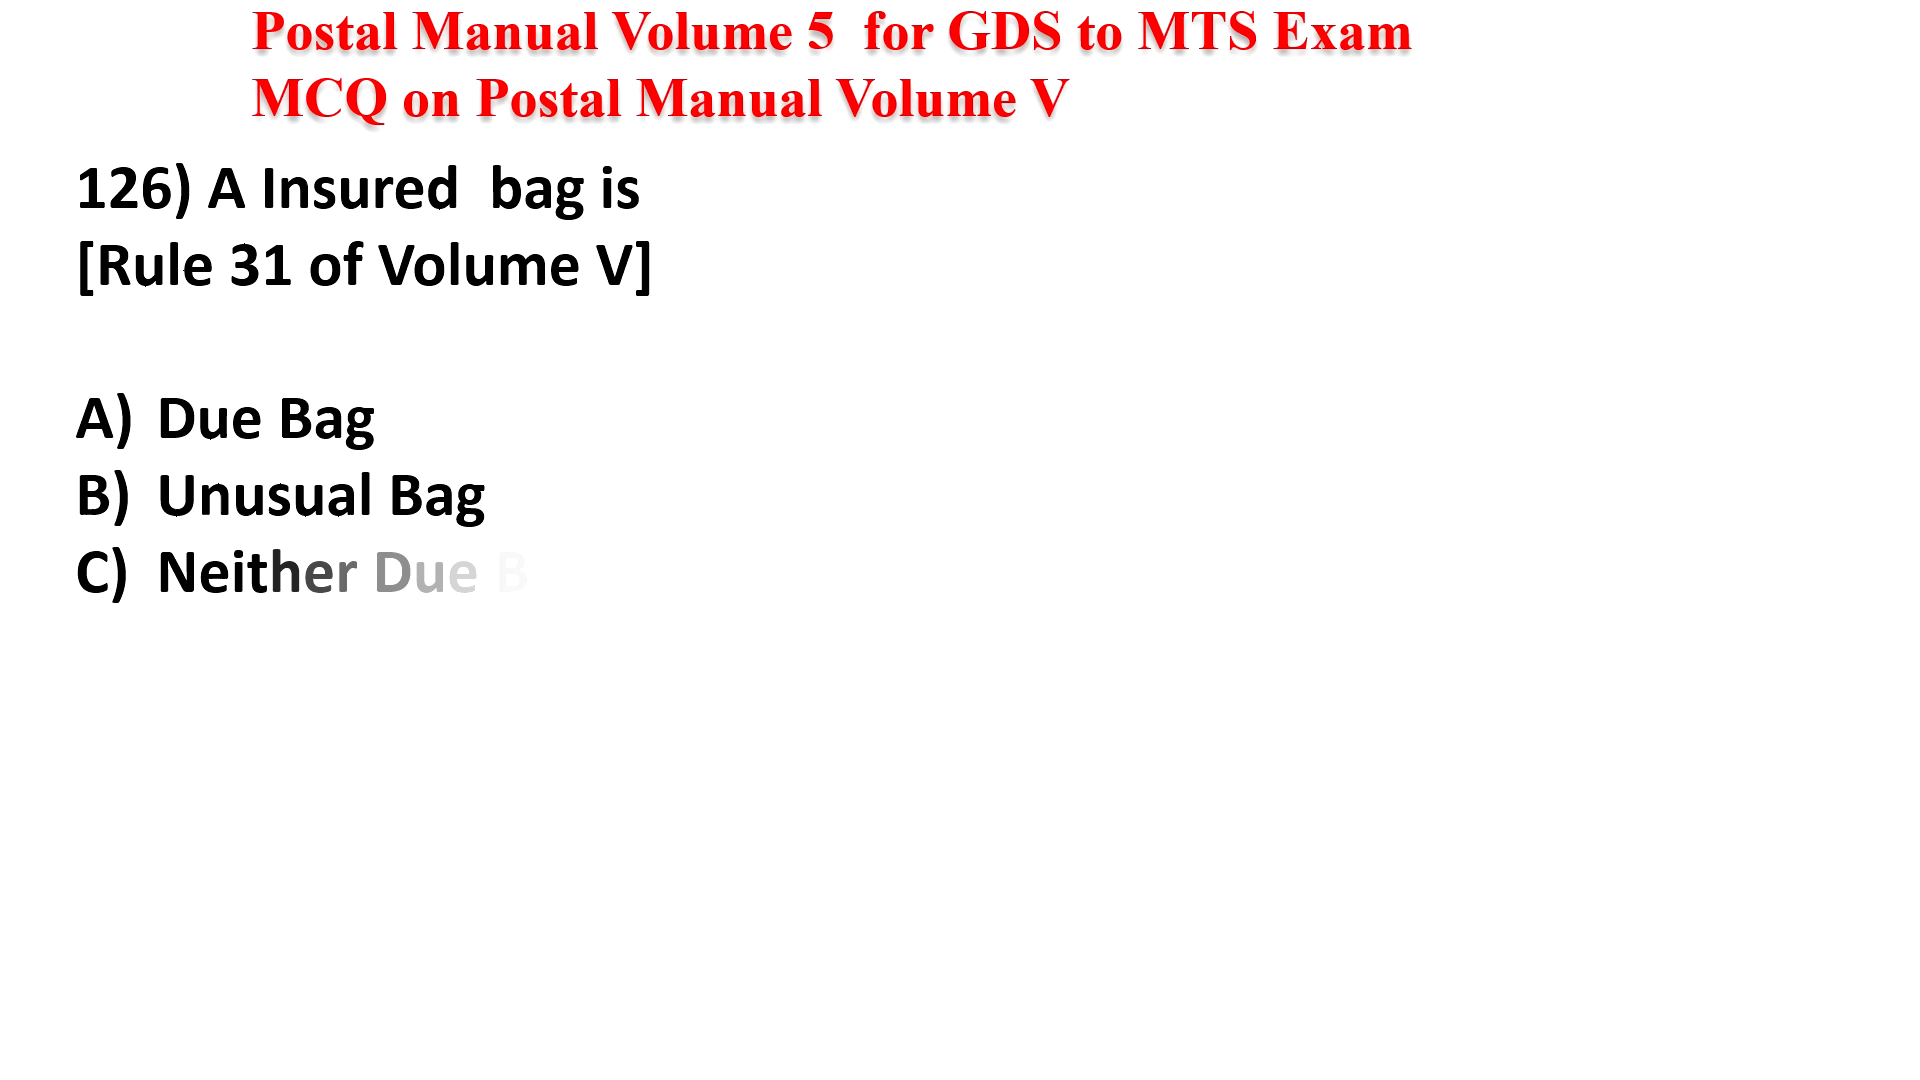 Postal Manual Volume 5  for GDS to MTS Exam
MCQ on Postal Manual Volume V
126) A Insured  bag is
[Rule 31 of Volume V]
A) Due Bag
B) Unusual Bag
C) Neither Due B